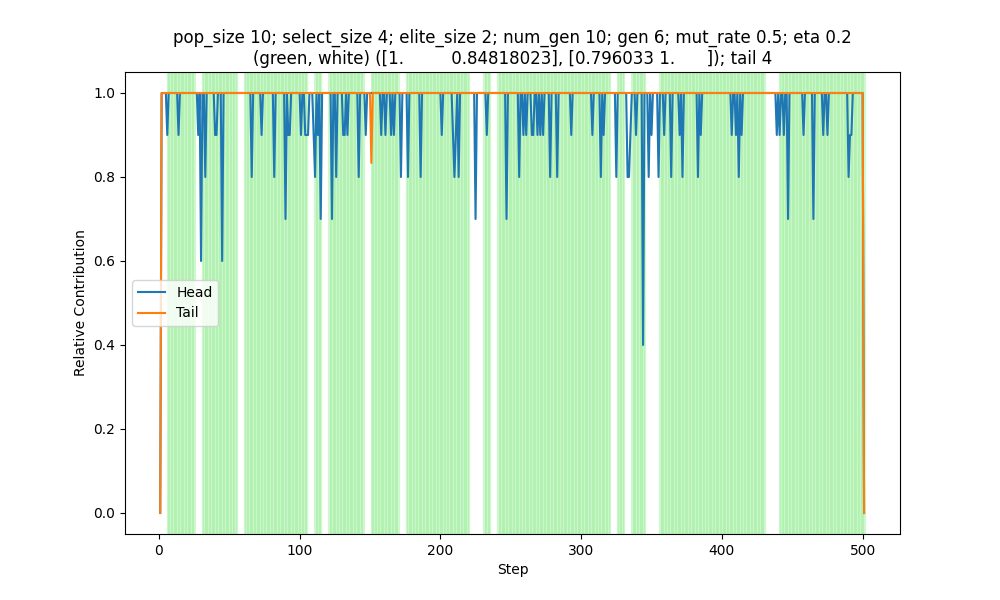 pop_size 10; select_size 4; elite_size 2; num_gen 10; gen 6; mut_rate 0.5; eta 0.2
(green, white) ([1.         0.84818023], [0.796033 1.      ]); tail 4
1.0
0.8
0.6
0.4
0.2
0.0
Relative Contribution
Head
Tail
0 100 200 300 400 500
Step